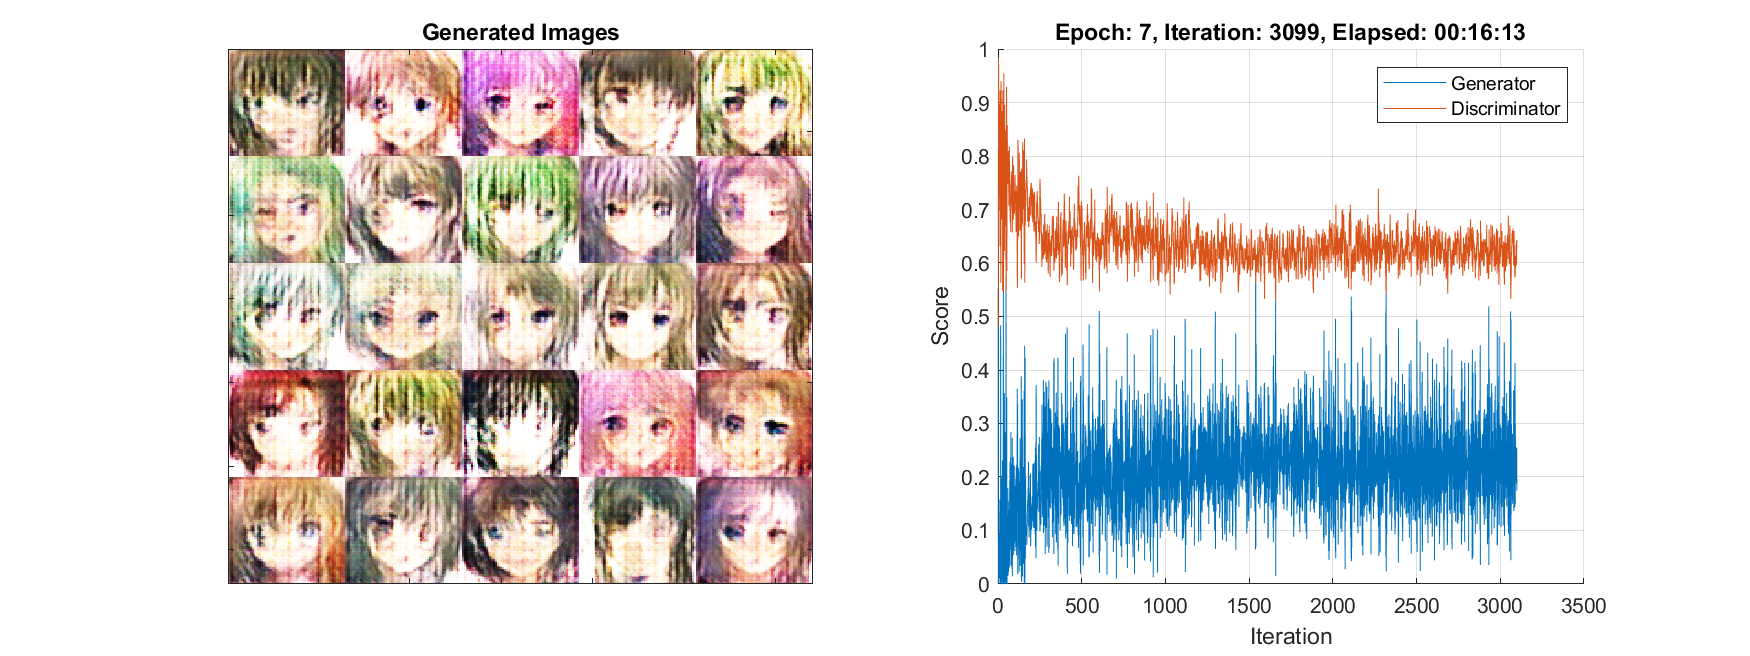 Generated Images
Epoch: 7, Iteration: 3099, Elapsed: 00:16:13
Generator
Discriminator
1
0.9
0.8
0.7
0.6
0.5
0.4
0.3
0.2
0.1
0
Score
0 500 1000 1500 2000 2500 3000 3500
Iteration